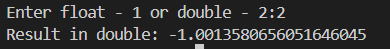 Enter float - 1 or double - 2:2
Result in double: -1.0013580656051646045